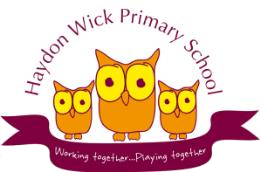 Haydon Wick Primary School
Working together...Playing together